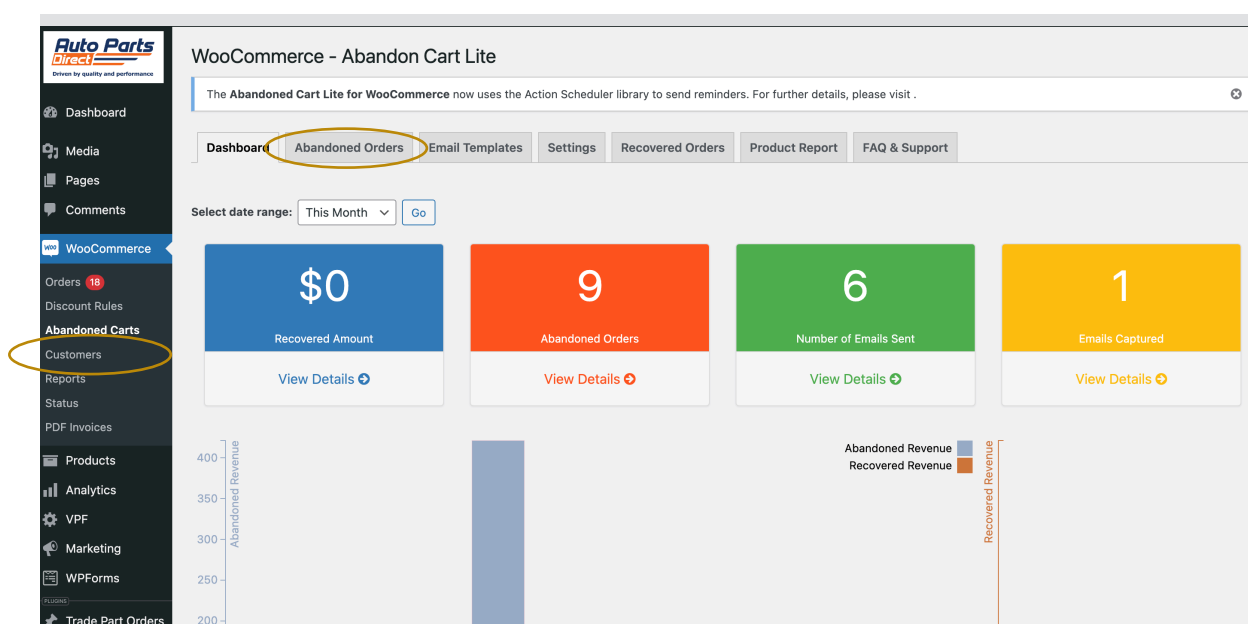 Auto Parts
Direct
Driven by quality and performance
Dashboard
Media
Pages
Comments
WOO WooCommerce
Orders 18
Discount Rules
Abandoned Carts
Customers
Reports
Status
PDF Invoices
Products
Analytics
VPF
Marketing
WPForms
PLUGINS
Trade Part Orders
WooCommerce - Abandon Cart Lite
The Abandoned Cart Lite for WooCommerce now uses the Action Scheduler library to send reminders. For further details, please visit .
Dashboard Abandoned Orders Email Templates Settings Recovered Orders Product Report FAQ & Support
Select date range: This Month Go
$0
Recovered Amount
View Details
9
Abandoned Orders
View Details
6
Number of Emails Sent
View Details
1
Emails Captured
View Details
400
350
300
250
200
Abandoned Revenue
Abandoned Revenue
Recovered Revenue
Recovered Revenue